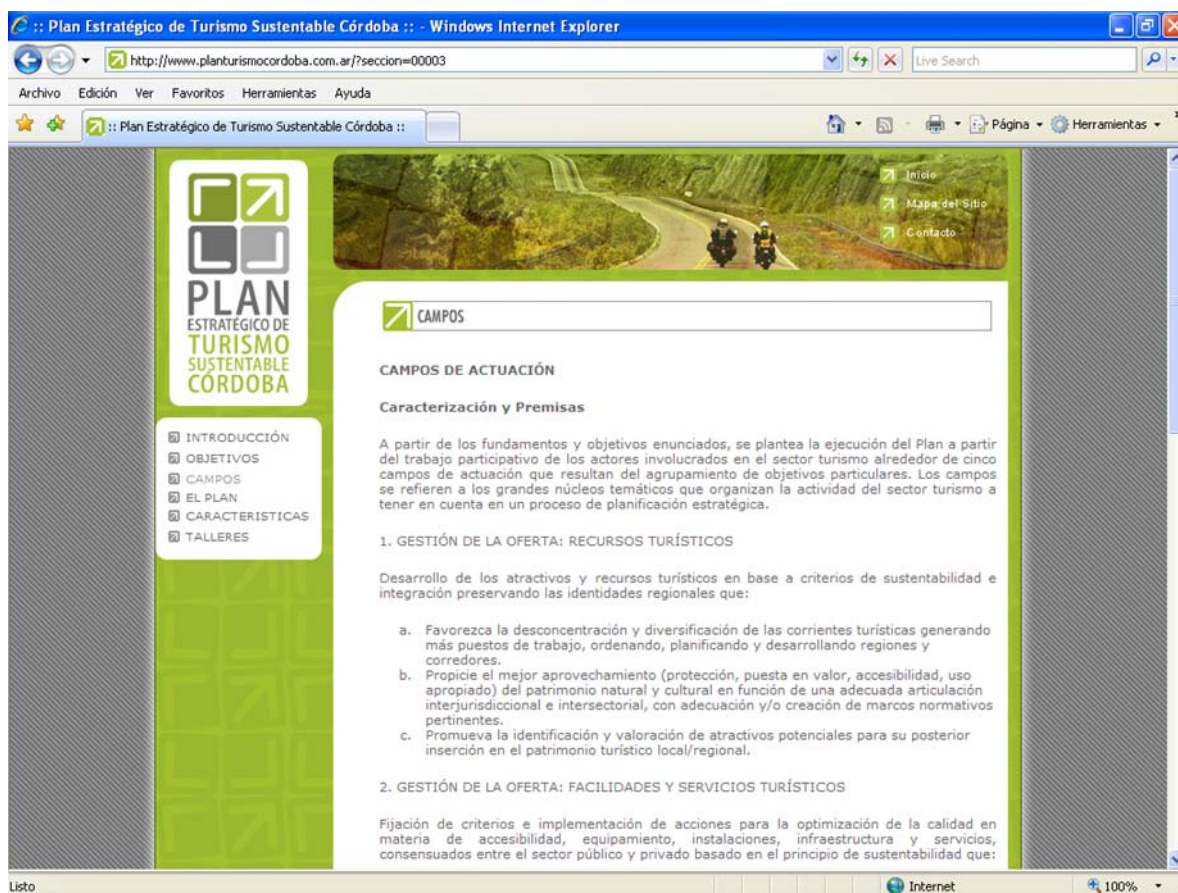 :: Plan Estratégico de Turismo Sustentable Córdoba :: - Windows Internet Explorer
http://www.planturismocordoba.com.ar/?seccion=00003
Live Search
Archivo Edición Ver Favoritos Herramientas Ayuda
:: Plan Estratégico de Turismo Sustentable Córdoba ::
Página
Herramientas
Inicio
Mapa del Sitio
Contacto
PLAN
ESTRATÉGICO DE
TURISMO
SUSTENTABLE
CÓRDOBA
INTRODUCCIÓN
OBJETIVOS
CAMPOS
EL PLAN
CARACTERISTICAS
TALLERES
CAMPOS
CAMPOS DE ACTUACIÓN
Caracterización y Premisas
A partir de los fundamentos y objetivos enunciados, se plantea la ejecución del Plan a partir
del trabajo participativo de los actores involucrados en el sector turismo alrededor de cinco
campos de actuación que resultan del agrupamiento de objetivos particulares. Los campos
se refieren a los grandes núcleos temáticos que organizan la actividad del sector turismo a
tener en cuenta en un proceso de planificación estratégica.
1. GESTIÓN DE LA OFERTA: RECURSOS TURÍSTICOS
Desarrollo de los atractivos y recursos turísticos en base a criterios de sustentabilidad e
integración preservando las identidades regionales que:
a. Favorezca la desconcentración y diversificación de las corrientes turísticas generando
más puestos de trabajo, ordenando, planificando y desarrollando regiones y
corredores.
b. Propicie el mejor aprovechamiento (protección, puesta en valor, accesibilidad, uso
apropiado) del patrimonio natural y cultural en función de una adecuada articulación
interjurisdiccional e intersectorial, con adecuación y/o creación de marcos normativos
pertinentes.
c. Promueva la identificación y valoración de atractivos potenciales para su posterior
inserción en el patrimonio turístico local/regional.
2. GESTIÓN DE LA OFERTA: FACILIDADES Y SERVICIOS TURÍSTICOS
Fijación de criterios e implementación de acciones para la optimización de la calidad en
materia de accesibilidad, equipamiento, instalaciones, infraestructura y servicios,
consensuados entre el sector público y privado basado en el principio de sustentabilidad que:
Listo
Internet
100%